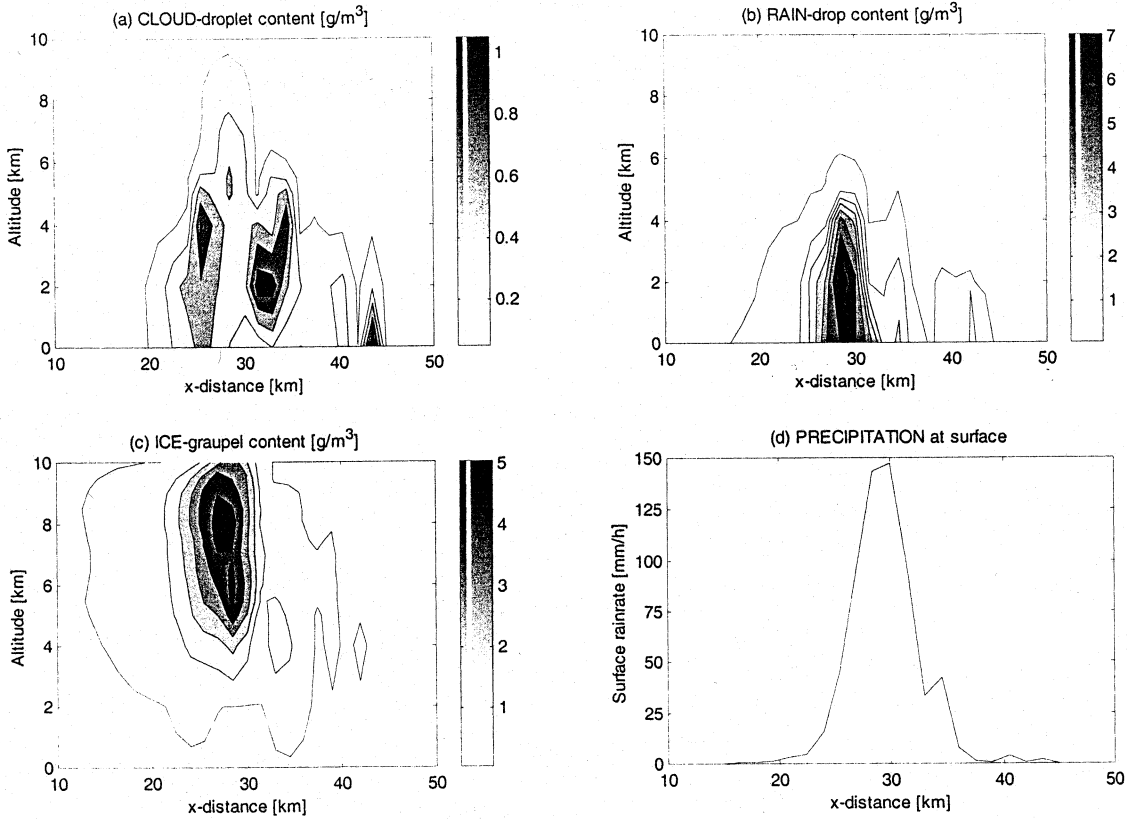 (a) CLOUD-droplet content [g/m³]
10
8
6
4
2
0
Altitude [km]
10 20 30 40 50
x-distance [km]
1
0.8
0.6
0.4
0.2
(b) RAIN-drop content [g/m³]
10
8
6
4
2
0
Altitude [km]
10 20 30 40 50
x-distance [km]
7
6
5
4
3
2
1
(c) ICE-graupel content [g/m³]
10
8
6
4
2
0
Altitude [km]
10 20 30 40 50
x-distance [km]
5
4
3
2
1
(d) PRECIPITATION at surface
150
125
100
75
50
25
0
Surface rainrate [mm/h]
10 20 30 40 50
x-distance [km]